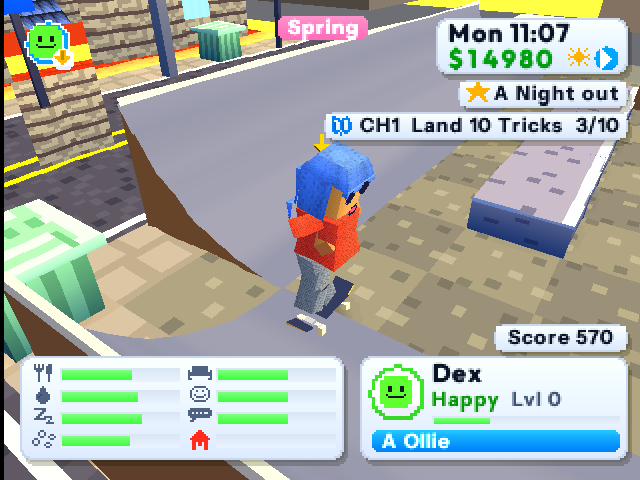 Spring
Mon 11:07
$14980
A Night out
CH1 Land 10 Tricks 3/10
Score 570
Dex
Happy Lvl 0
A Ollie